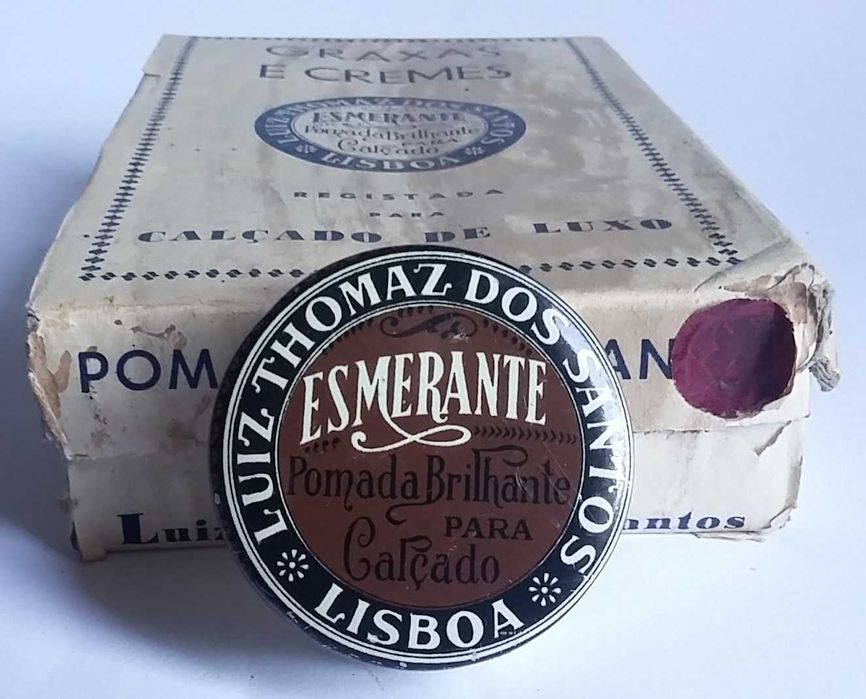 GRAXAS
E CREMES
LUIZ THOMAZ DOS SANTOS
ESMERANTE
Pomada Brilhante
PARA
Calçado
LISBOA
REGISTADA
PARA
CALÇADO DE LUXO
POM
AN
Luiz
antos
LUIZ THOMAZ DOS SANTOS
ESMERANTE
Pomada Brilhante
PARA
Calçado
LISBOA